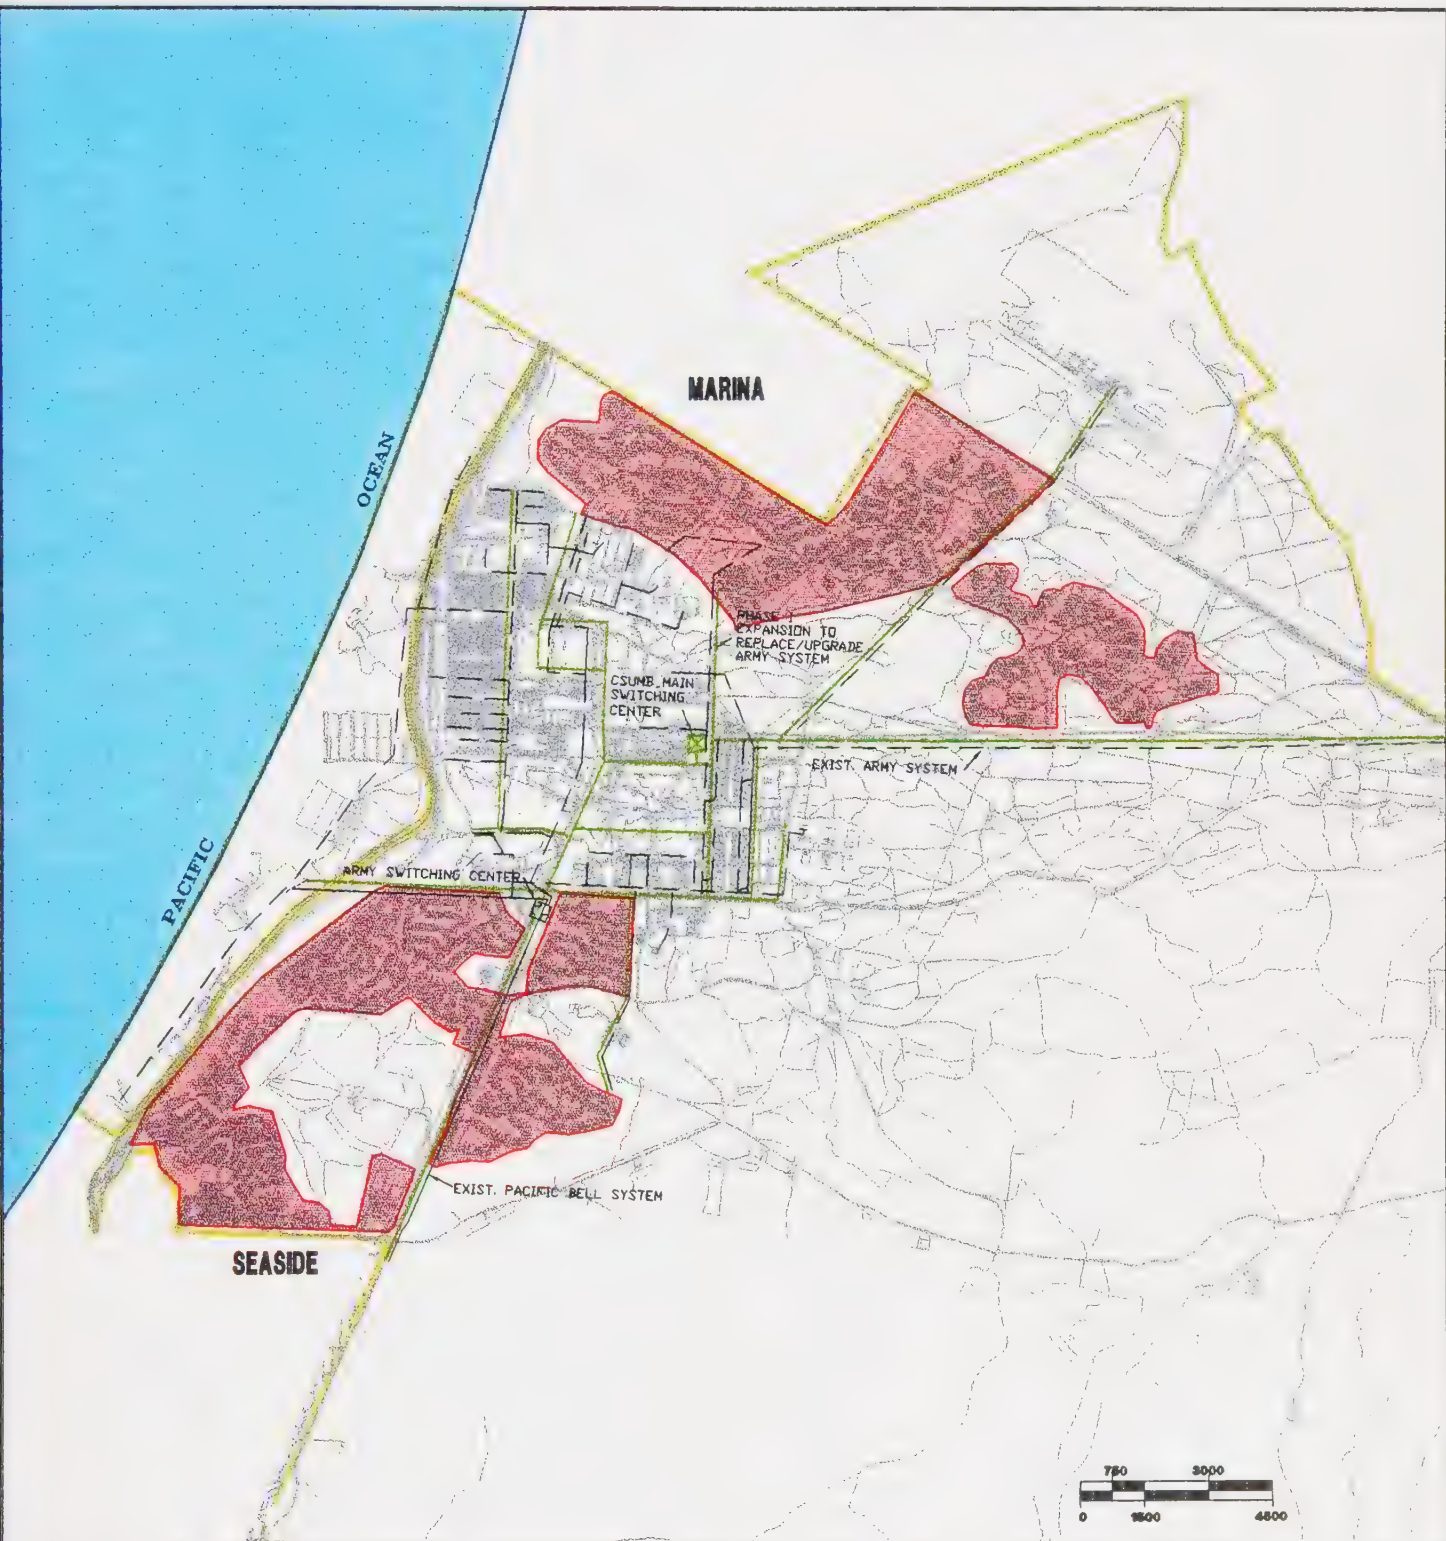 MARINA
OCEAN
PHASE 1
EXPANSION TO
REPLACE/UPGRADE
ARMY SYSTEM
CSUMB MAIN
SWITCHING
CENTER
EXIST. ARMY SYSTEM
PACIFIC
ARMY SWITCHING CENTER
EXIST. PACIFIC BELL SYSTEM
SEASIDE
750 3000
0 1500 4500